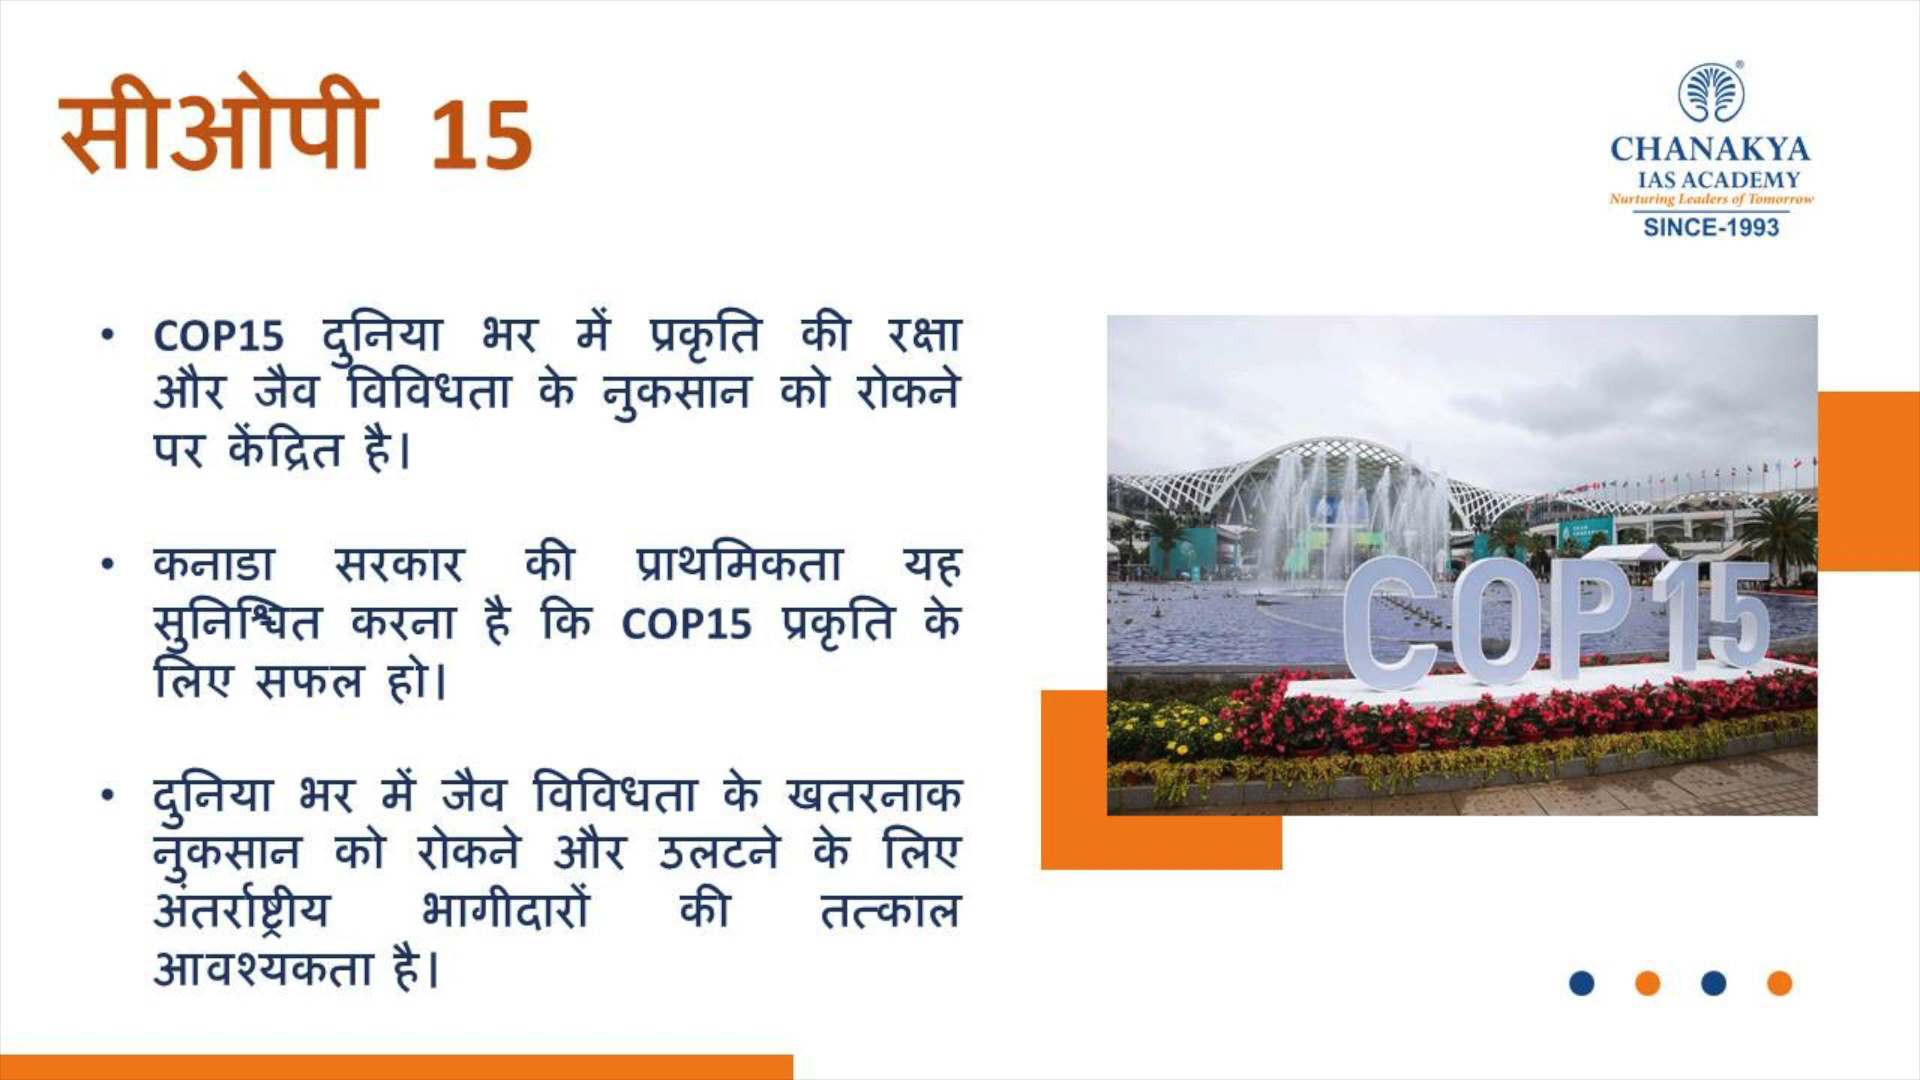 सीओपी 15
®
CHANAKYA
IAS ACADEMY
Nurturing Leaders of Tomorrow
SINCE-1993
• COP15 दुनिया भर में प्रकृति की रक्षा
और जैव विविधता के नुकसान को रोकने
पर केंद्रित है।
• कनाडा सरकार की प्राथमिकता यह
सुनिश्चित करना है कि COP15 प्रकृति के
लिए सफल हो।
• दुनिया भर में जैव विविधता के खतरनाक
नुकसान को रोकने और उलटने के लिए
अंतर्राष्ट्रीय भागीदारों की तत्काल
आवश्यकता है।
COP15